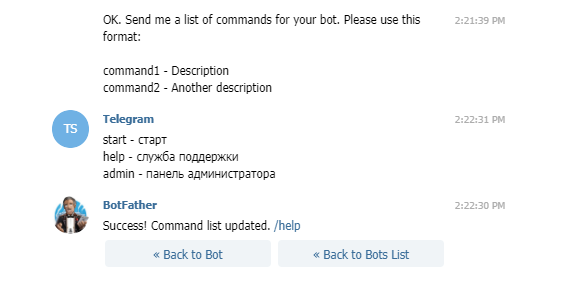 OK. Send me a list of commands for your bot. Please use this 2:21:39 PM
format:
command1 - Description
command2 - Another description
TS Telegram 2:22:31 PM
start - старт
help - служба поддержки
admin - панель администратора
BotFather 2:22:30 PM
Success! Command list updated. /help
« Back to Bot « Back to Bots List